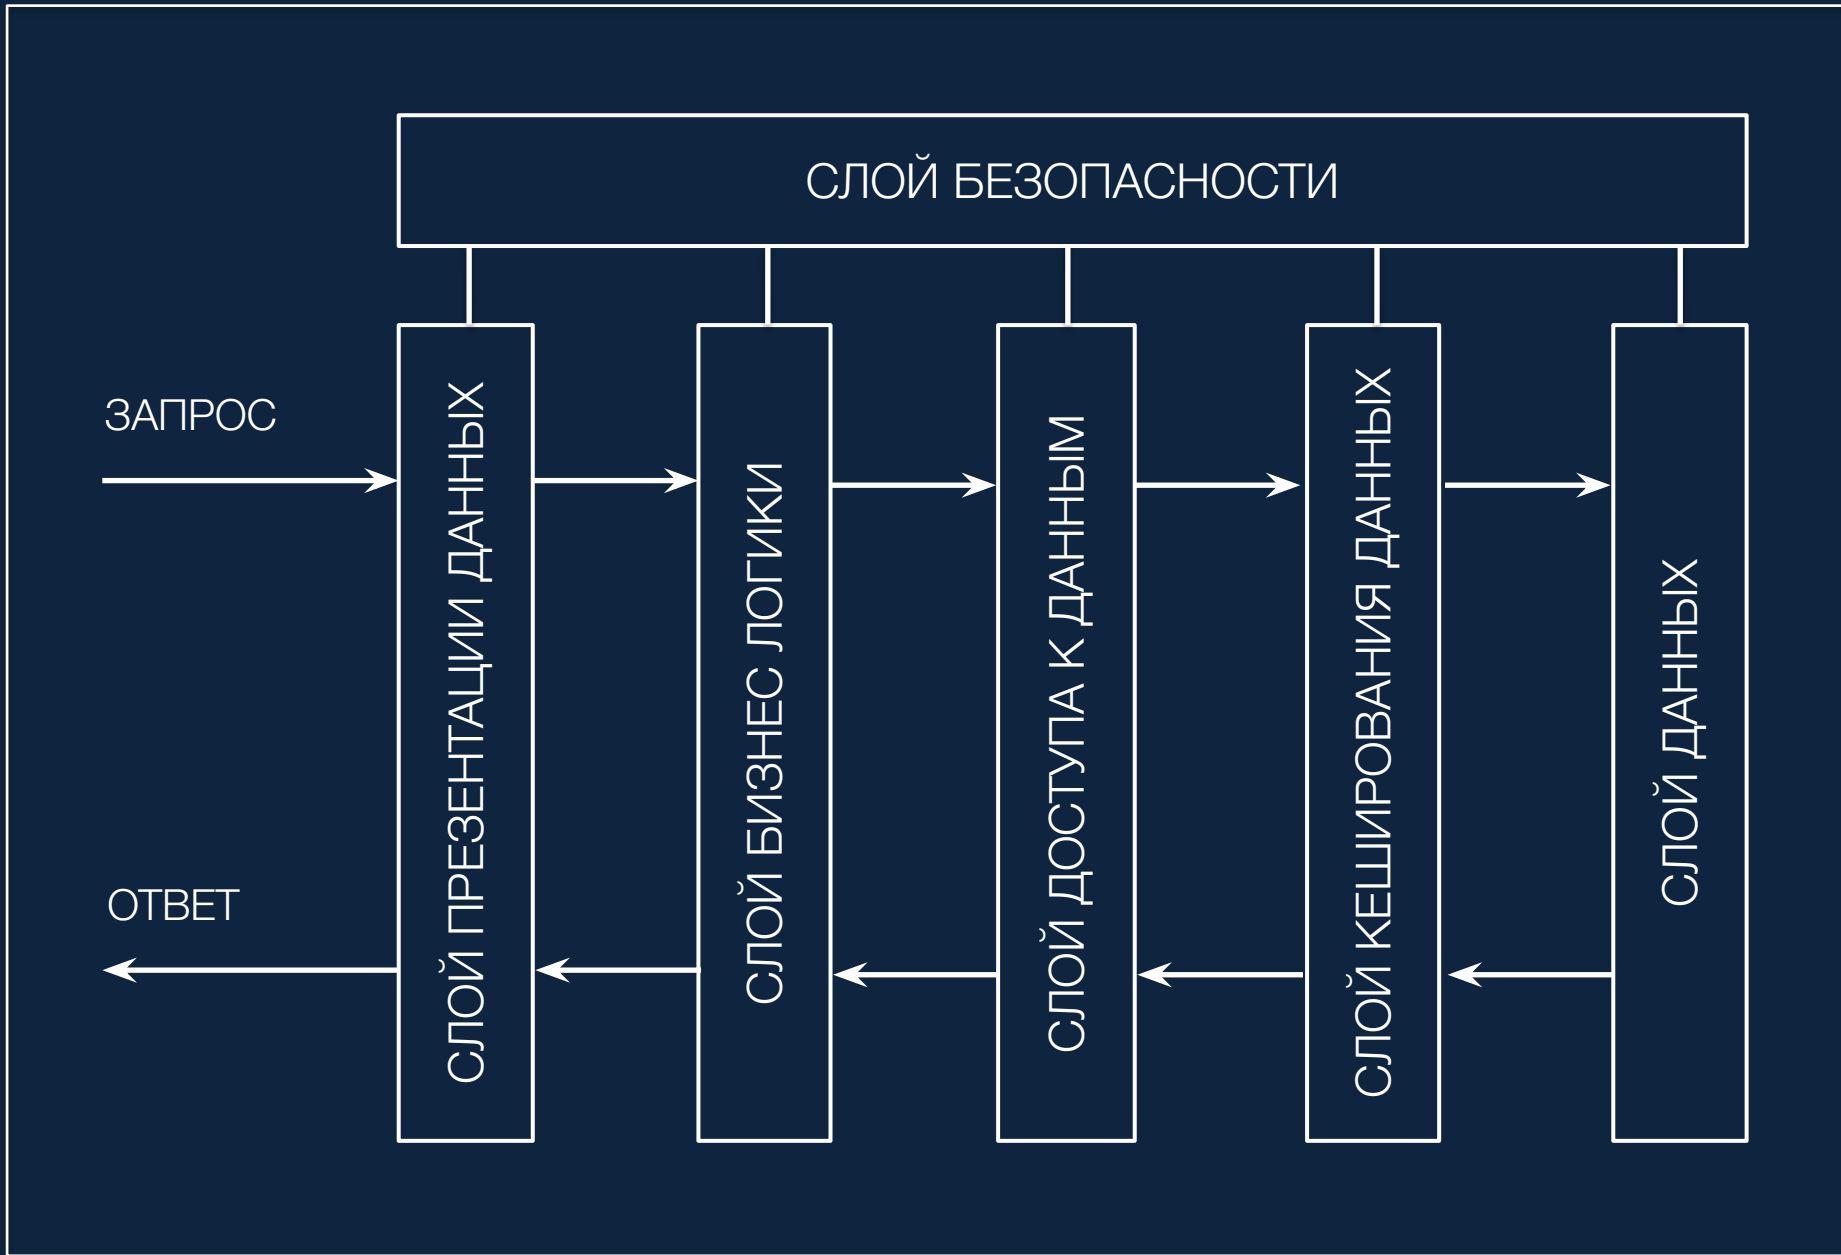 СЛОЙ БЕЗОПАСНОСТИ
ЗАПРОС
ОТВЕТ
СЛОЙ ПРЕЗЕНТАЦИИ ДАННЫХ
СЛОЙ БИЗНЕС ЛОГИКИ
СЛОЙ ДОСТУПА К ДАННЫМ
СЛОЙ КЕШИРОВАНИЯ ДАННЫХ
СЛОЙ ДАННЫХ